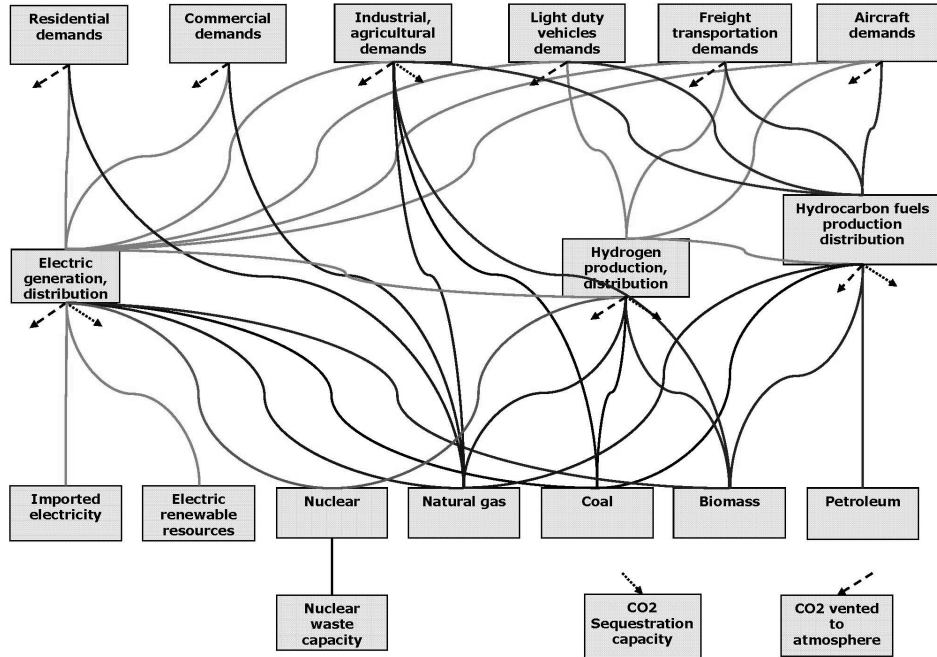 Residential
demands
Commercial
demands
Industrial,
agricultural
demands
Light duty
vehicles
demands
Freight
transportation
demands
Aircraft
demands
Electric
generation,
distribution
Hydrogen
production,
distribution
Hydrocarbon fuels
production
distribution
Imported
electricity
Electric
renewable
resources
Nuclear
Natural gas
Coal
Biomass
Petroleum
Nuclear
waste
capacity
CO2
Sequestration
capacity
CO2 vented
to
atmosphere